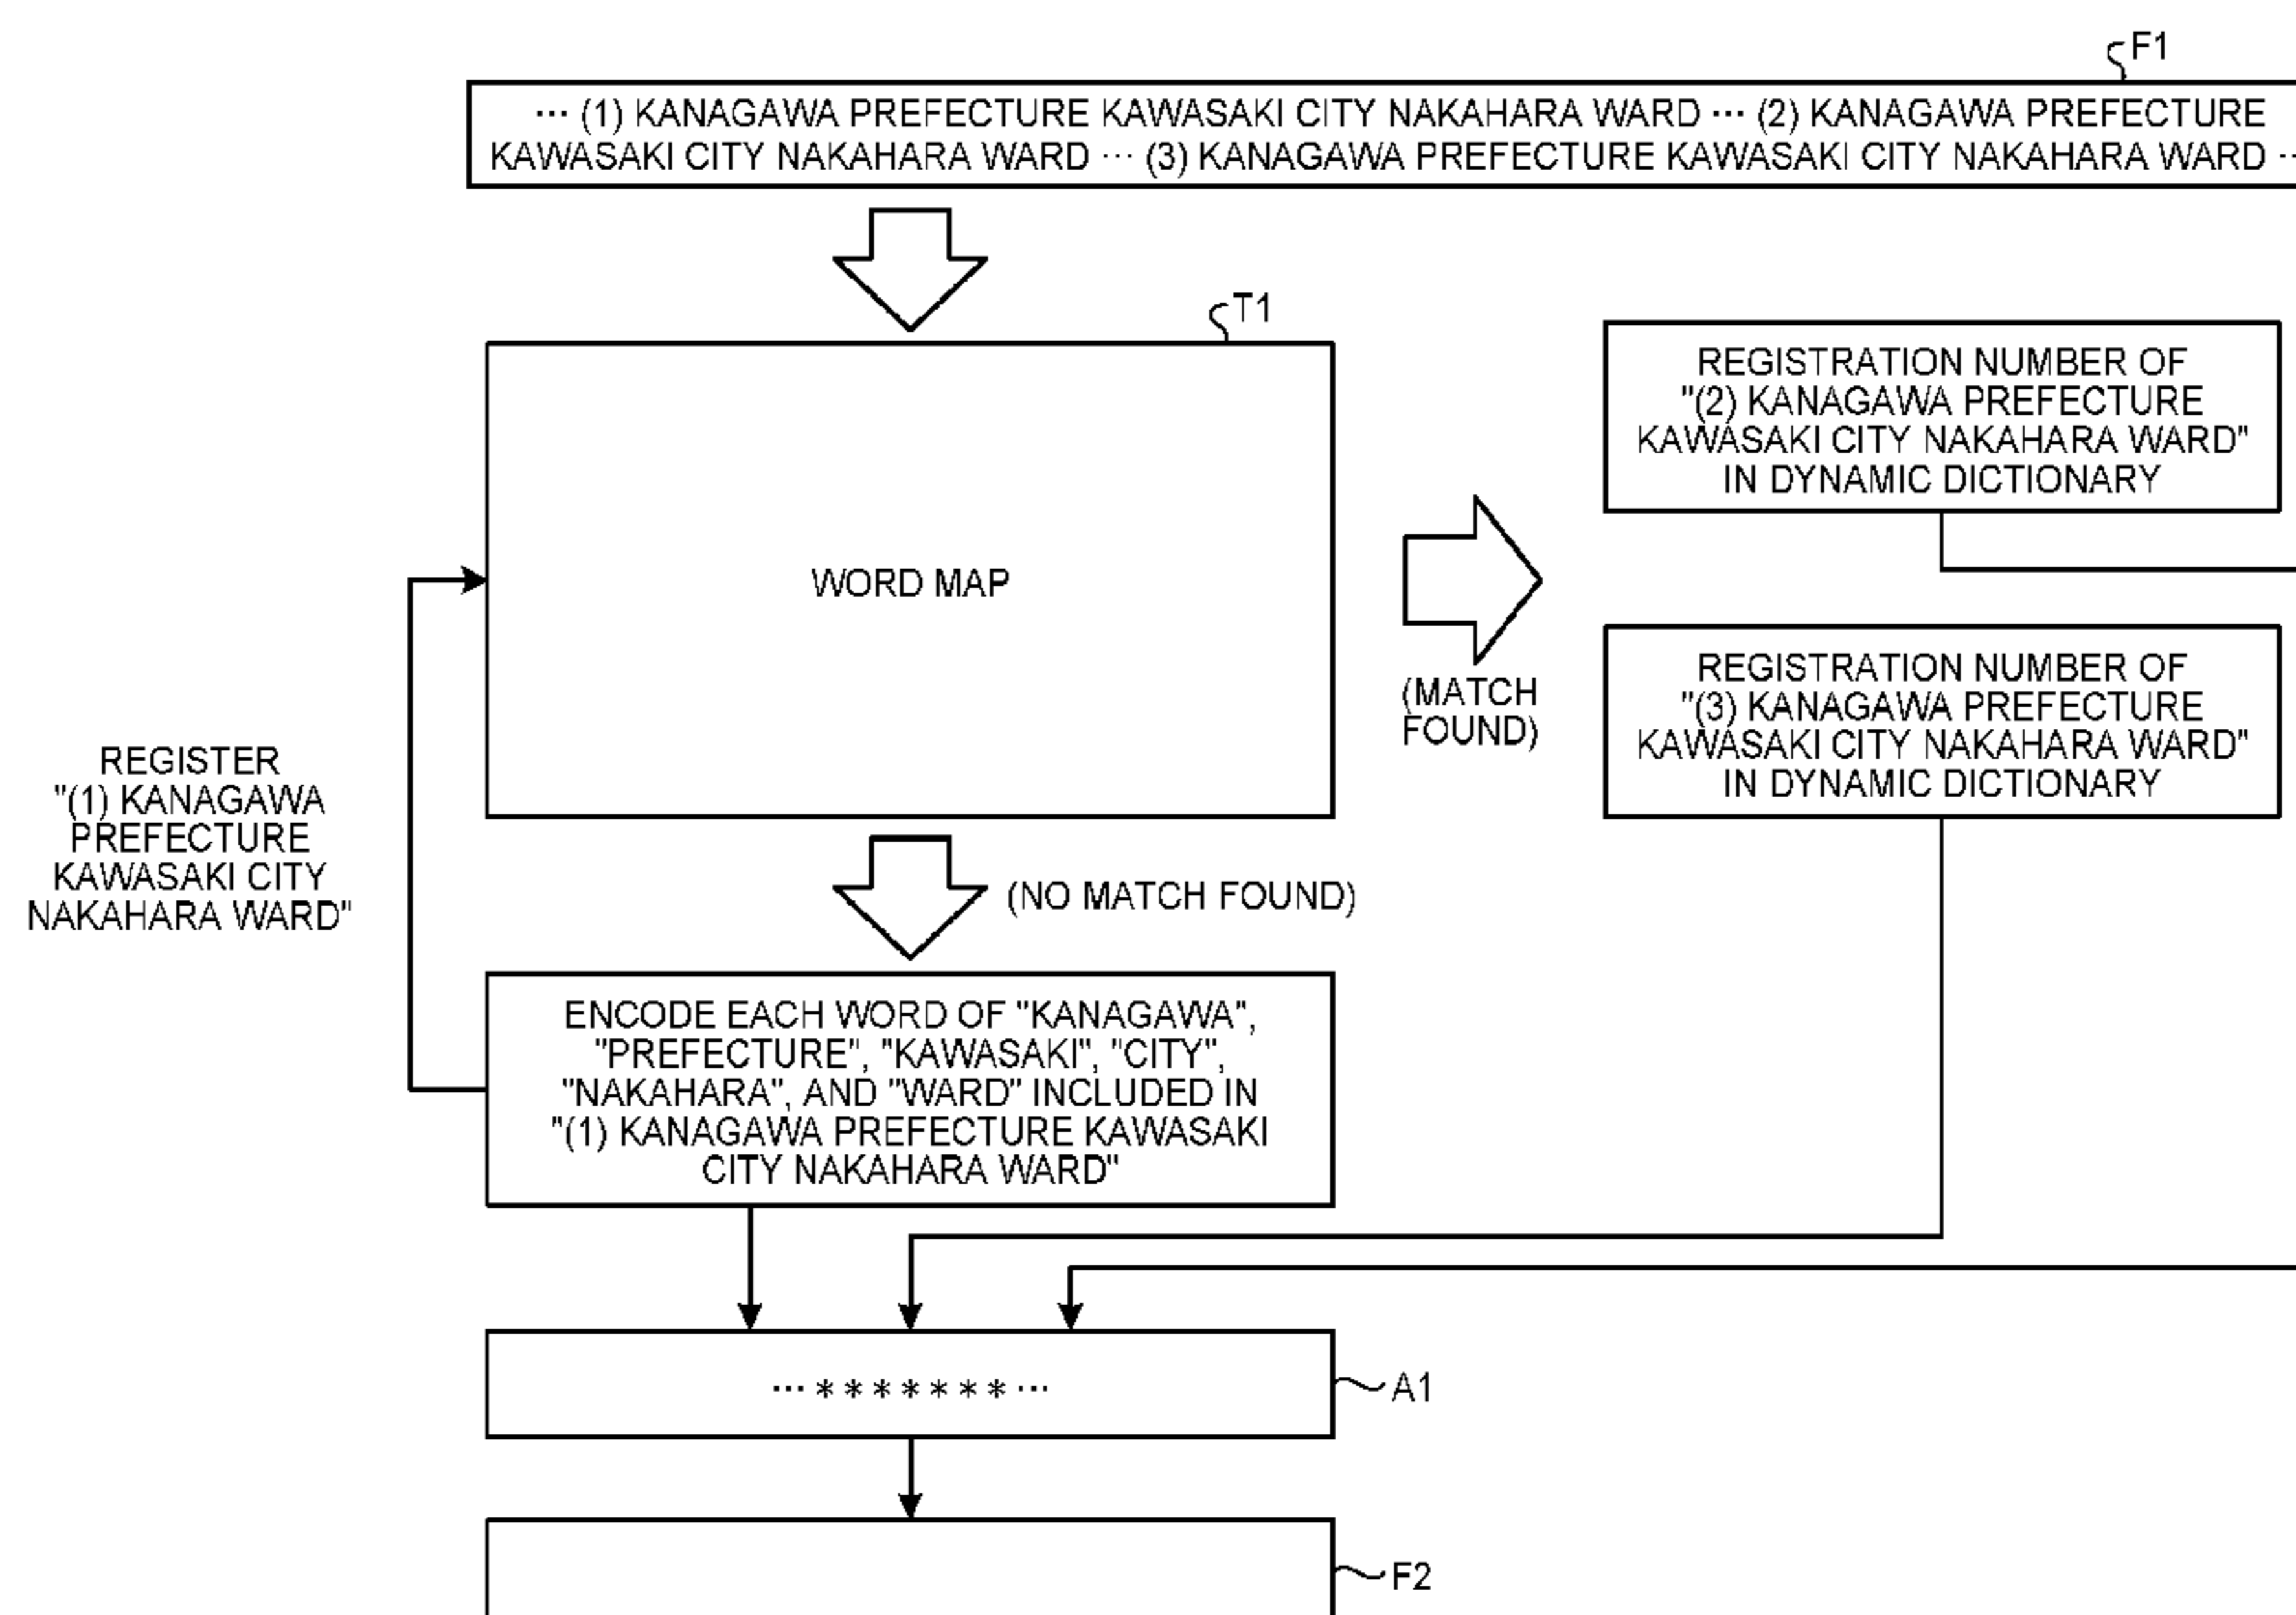 F1
··· (1) KANAGAWA PREFECTURE KAWASAKI CITY NAKAHARA WARD ··· (2) KANAGAWA PREFECTURE
KAWASAKI CITY NAKAHARA WARD ··· (3) KANAGAWA PREFECTURE KAWASAKI CITY NAKAHARA WARD ··
T1
WORD MAP
REGISTRATION NUMBER OF
"(2) KANAGAWA PREFECTURE
KAWASAKI CITY NAKAHARA WARD"
IN DYNAMIC DICTIONARY
(MATCH
FOUND)
REGISTRATION NUMBER OF
"(3) KANAGAWA PREFECTURE
KAWASAKI CITY NAKAHARA WARD"
IN DYNAMIC DICTIONARY
REGISTER
"(1) KANAGAWA
PREFECTURE
KAWASAKI CITY
NAKAHARA WARD"
(NO MATCH FOUND)
ENCODE EACH WORD OF "KANAGAWA",
"PREFECTURE", "KAWASAKI", "CITY",
"NAKAHARA", AND "WARD" INCLUDED IN
"(1) KANAGAWA PREFECTURE KAWASAKI
CITY NAKAHARA WARD"
··· * * * * * * * ···
A1
F2